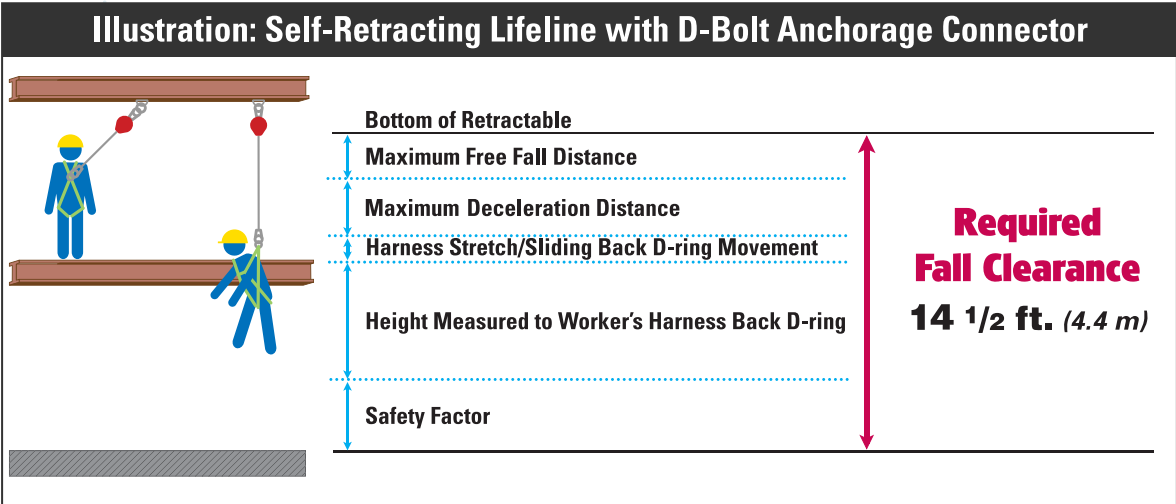 Illustration: Self-Retracting Lifeline with D-Bolt Anchorage Connector
Bottom of Retractable
Maximum Free Fall Distance
Maximum Deceleration Distance
Harness Stretch/Sliding Back D-ring Movement
Height Measured to Worker’s Harness Back D-ring
Safety Factor
Required
Fall Clearance
14 1/2 ft. (4.4 m)